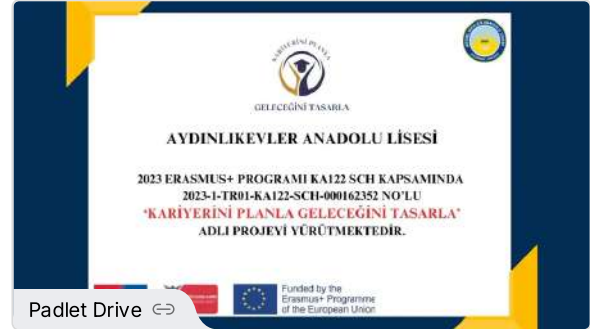 KARİYERİNİ PLANLA
GELECEĞİNİ TASARLA
AYDINLIKEVLER ANADOLU LİSESİ
2023 ERASMUS+ PROGRAMI KA122 SCH KAPSAMINDA
2023-1-TR01-KA122-SCH-000162352 NO'LU
'KARİYERİNİ PLANLA GELECEĞİNİ TASARLA'
ADLI PROJEYİ YÜRÜTMEKTEDİR.
Funded by the
Erasmus+ Programme
of the European Union
Padlet Drive